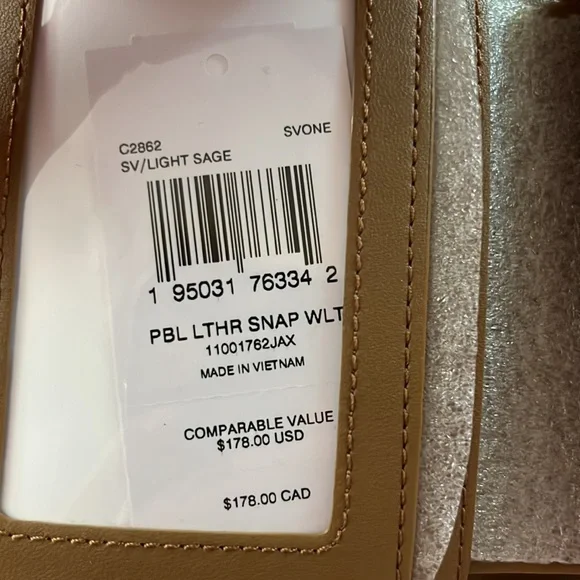 C2862 SVONE
SV/LIGHT SAGE
1 95031 76334 2
PBL LTHR SNAP WLT
11001762JAX
MADE IN VIETNAM
COMPARABLE VALUE
$178.00 USD
$178.00 CAD